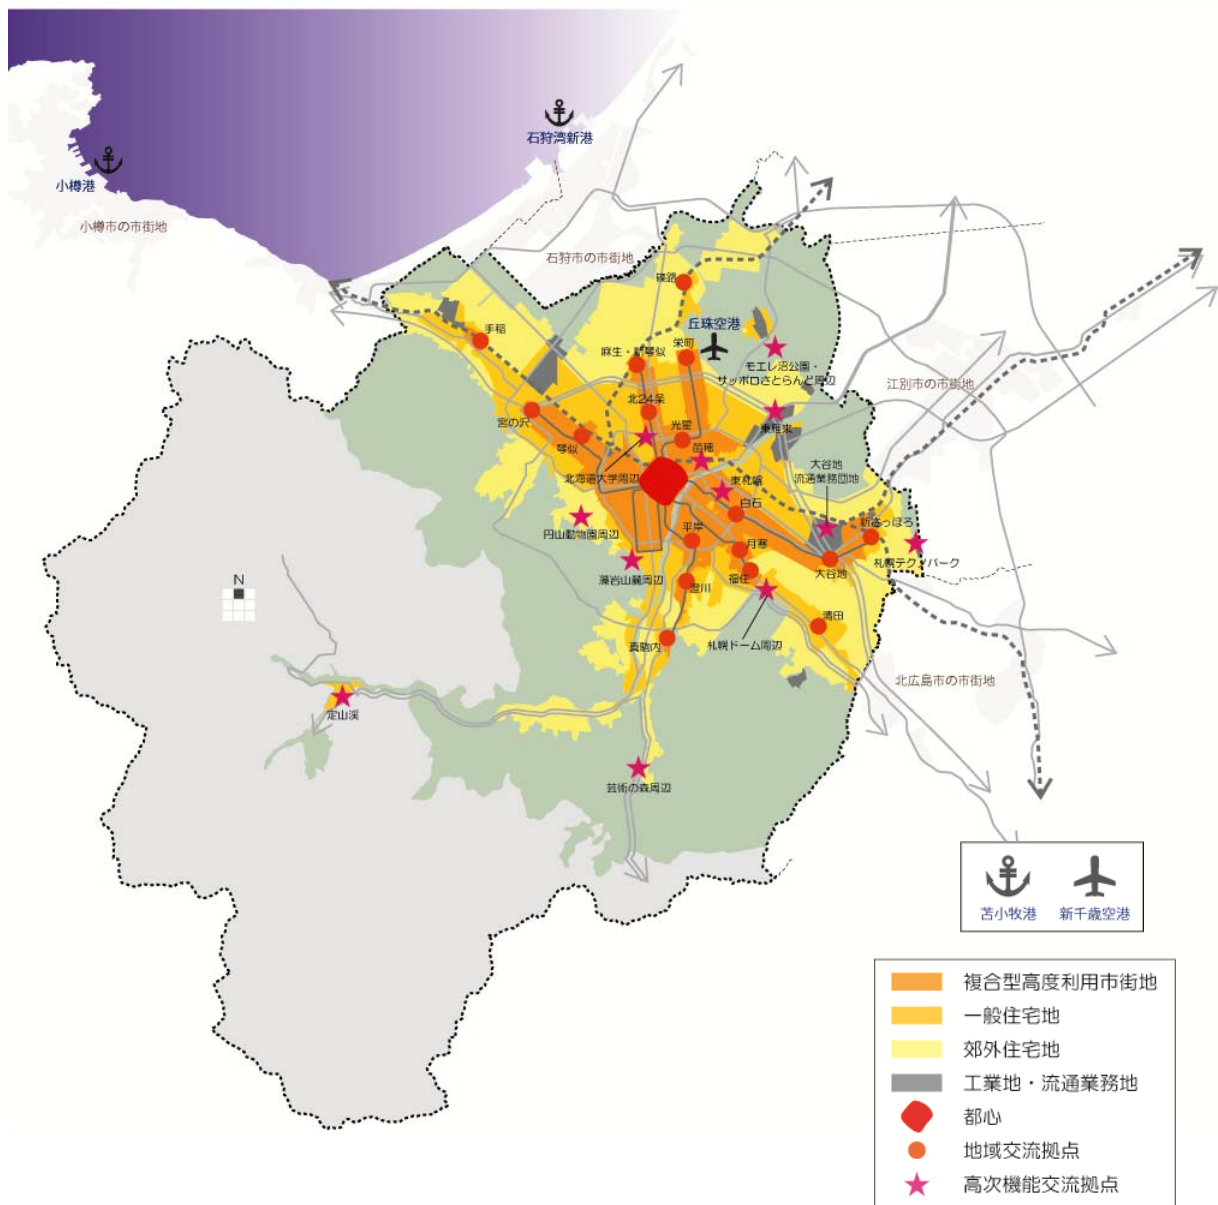 石狩湾新港
小樽港
小樽市の市街地
石狩市の市街地
篠路
丘珠空港
手稲
麻生・新琴似
栄町
モエレ沼公園・
サッポロさとらんど周辺
江別市の市街地
北24条
宮の沢
光星
東雁来
琴似
苗穂
北海道大学周辺
東札幌
大谷地
流通業務団地
白石
円山動物園周辺
平岸
新さっぽろ
月寒
札幌テクノパーク
藻岩山麓周辺
福住
大谷地
澄川
清田
真駒内
札幌ドーム周辺
N
北広島市の市街地
定山渓
芸術の森周辺
苫小牧港
新千歳空港
複合型高度利用市街地
一般住宅地
郊外住宅地
工業地・流通業務地
都心
地域交流拠点
高次機能交流拠点